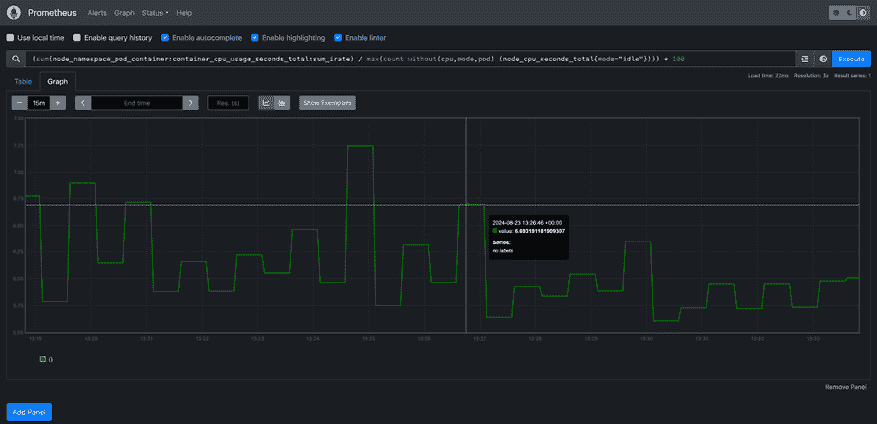 Prometheus Alerts Graph Status Help
Use local time Enable query history Enable autocomplete Enable highlighting Enable linter
(sum(node_namespace_pod_container:container_cpu_usage_seconds_total:sum_irate) / max(count without(cpu,mode,pod) (node_cpu_seconds_total{mode="idle"}))) * 100
Execute
Load time: 22ms Resolution: 3s Result series: 1
Table Graph
− 15m + End time Res. (s) Show Exemplars
7.50
7.25
7.00
6.75
6.50
6.25
6.00
5.75
5.50
2024-08-23 13:26:46 +00:00
value:
series:
no labels
13:19 13:20 13:21 13:22 13:23 13:24 13:25 13:26 13:27 13:28 13:29 13:30 13:31 13:32 13:33
{}
Remove Panel
Add Panel